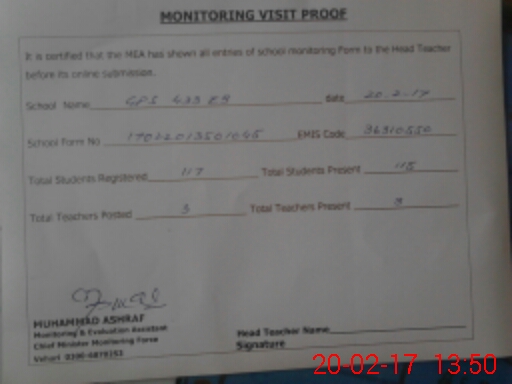 MONITORING VISIT PROOF
It is certified that the MEA has shown all entries of school monitoring Form to the Head Teacher
before its online submission.
School Name GPS 433 EB date 20.2.17
School Form No 17022013501045 EMIS Code 36310550
Total Students Registered 117 Total Students Present 115
Total Teachers Posted 3 Total Teachers Present 3
MUHAMMAD ASHRAF
Monitoring & Evaluation Assistant
Chief Minister Monitoring Force
Vehari
Head Teacher Name
Signature
20-02-17 13:50